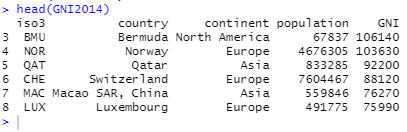 > head(GNI2014)
  iso3          country     continent population    GNI
3  BMU          Bermuda North America      67837 106140
4  NOR           Norway        Europe    4676305 103630
5  QAT            Qatar          Asia     833285  92200
6  CHE      Switzerland        Europe    7604467  88120
7  MAC Macao SAR, China          Asia     559846  76270
8  LUX       Luxembourg        Europe     491775  75990
>